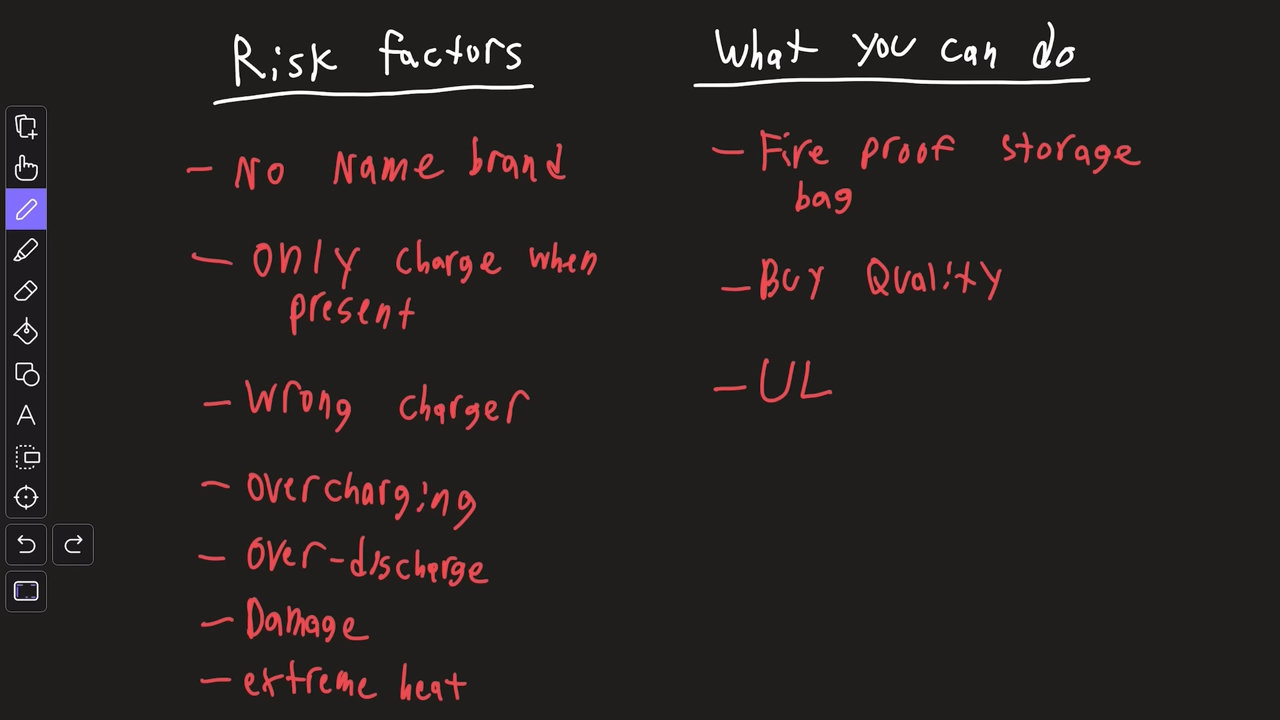 Risk factors
- No Name brand
- Only charge when
present
- Wrong charger
- overcharging
- Over-discharge
- Damage
- extreme heat
What you can do
- Fire proof storage
bag
- Buy Quality
- UL
A